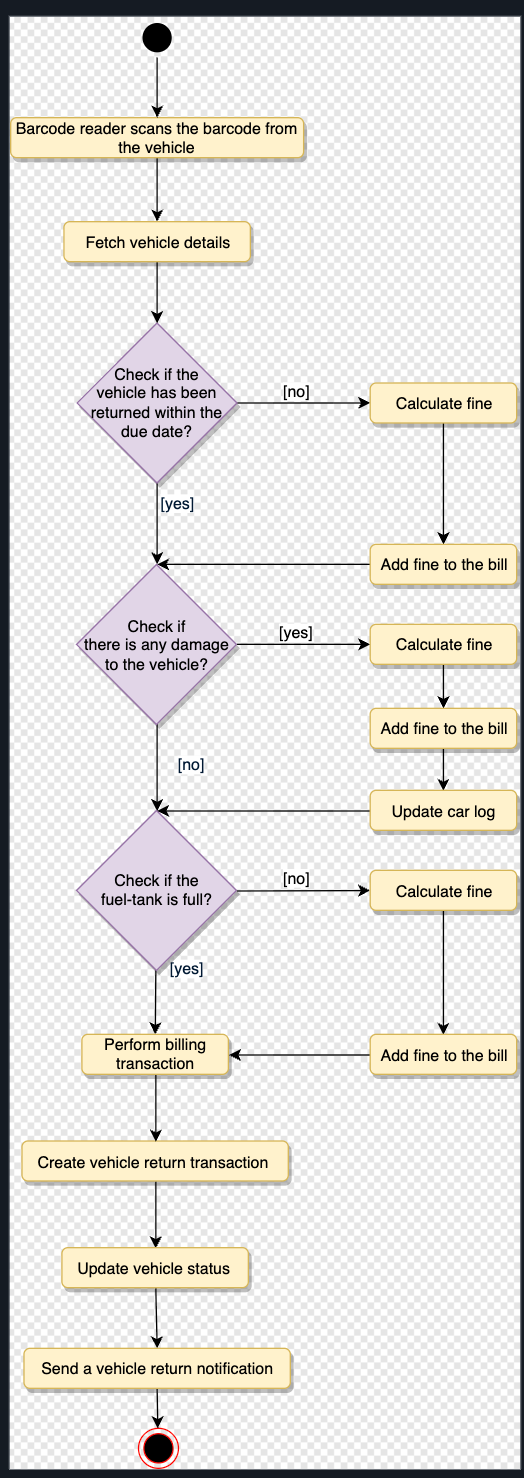 Barcode reader scans the barcode from
the vehicle
Fetch vehicle details
Check if the
vehicle has been
returned within the
due date?
[no]
Calculate fine
[yes]
Add fine to the bill
Check if
there is any damage
to the vehicle?
[yes]
Calculate fine
Add fine to the bill
[no]
Update car log
Check if the
fuel-tank is full?
[no]
Calculate fine
[yes]
Perform billing
transaction
Add fine to the bill
Create vehicle return transaction
Update vehicle status
Send a vehicle return notification